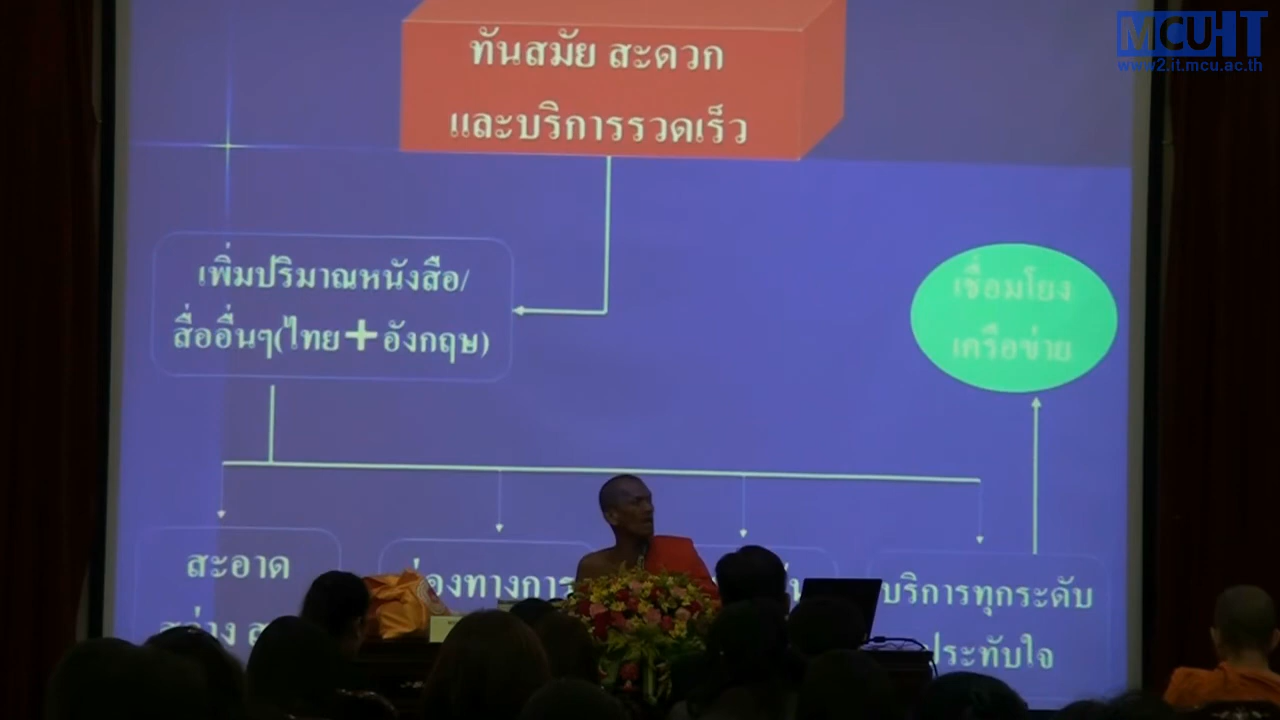 MCU IT
www2.it.mcu.ac.th
ทันสมัย สะดวก
และบริการรวดเร็ว
เพิ่มปริมาณหนังสือ/
สื่ออื่นๆ(ไทย+อังกฤษ)
เชื่อมโยง
เครือข่าย
สะอาด
บริการทุกระดับ
ประทับใจ